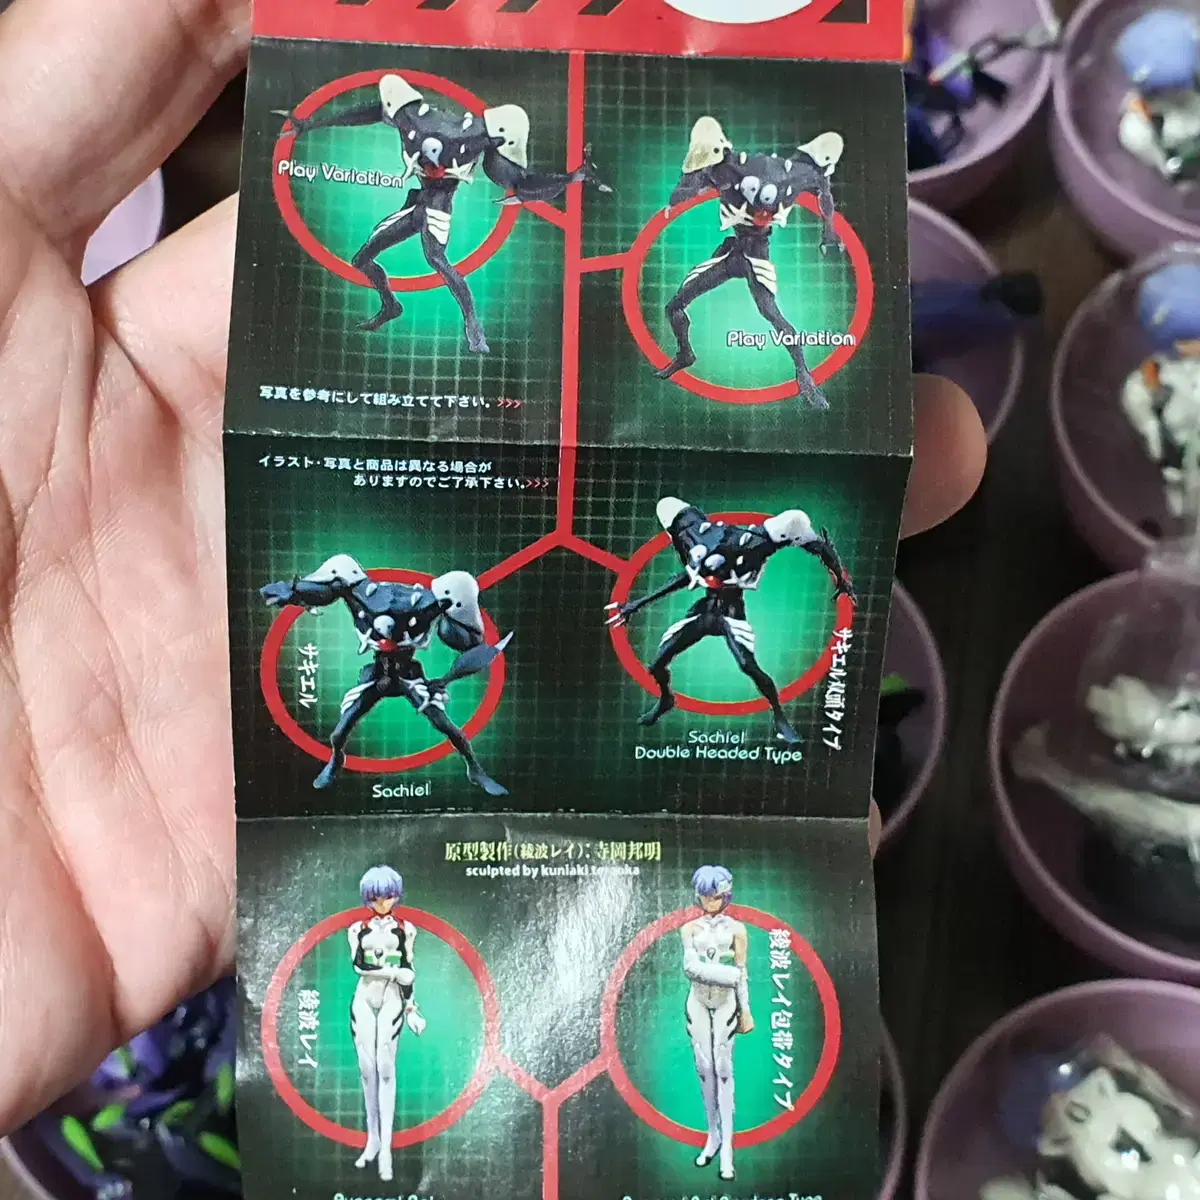 Play Variation
Play Variation
写真を参考にして組み立てて下さい。>>>
イラスト・写真と商品は異なる場合が
ありますのでご了承下さい。>>>
サキエル
Sachiel
サキエル双頭タイプ
Sachiel
Double Headed Type
原型製作(綾波レイ):寺岡邦明
sculpted by kuniaki teraoka
綾波レイ
綾波レイ包帯タイプ